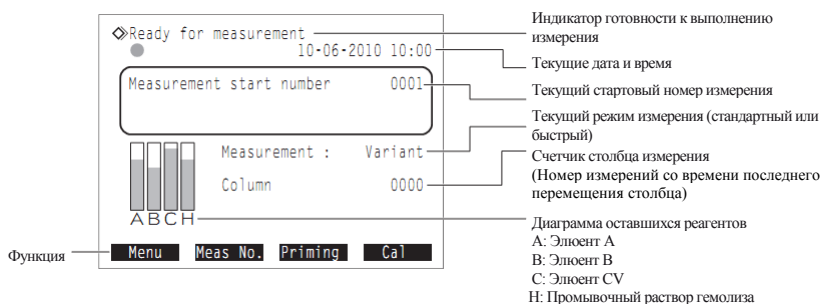 Ready for measurement
10-06-2010 10:00
Measurement start number 0001
Measurement : Variant
Column 0000
A B C H
Menu Meas No. Priming Cal
Функция
Индикатор готовности к выполнению
измерения
Текущие дата и время
Текущий стартовый номер измерения
Текущий режим измерения (стандартный или
быстрый)
Счетчик столбца измерения
(Номер измерений со времени последнего
перемещения столбца)
Диаграмма оставшихся реагентов
A: Элюент A
B: Элюент B
C: Элюент CV
H: Промывочный раствор гемолиза